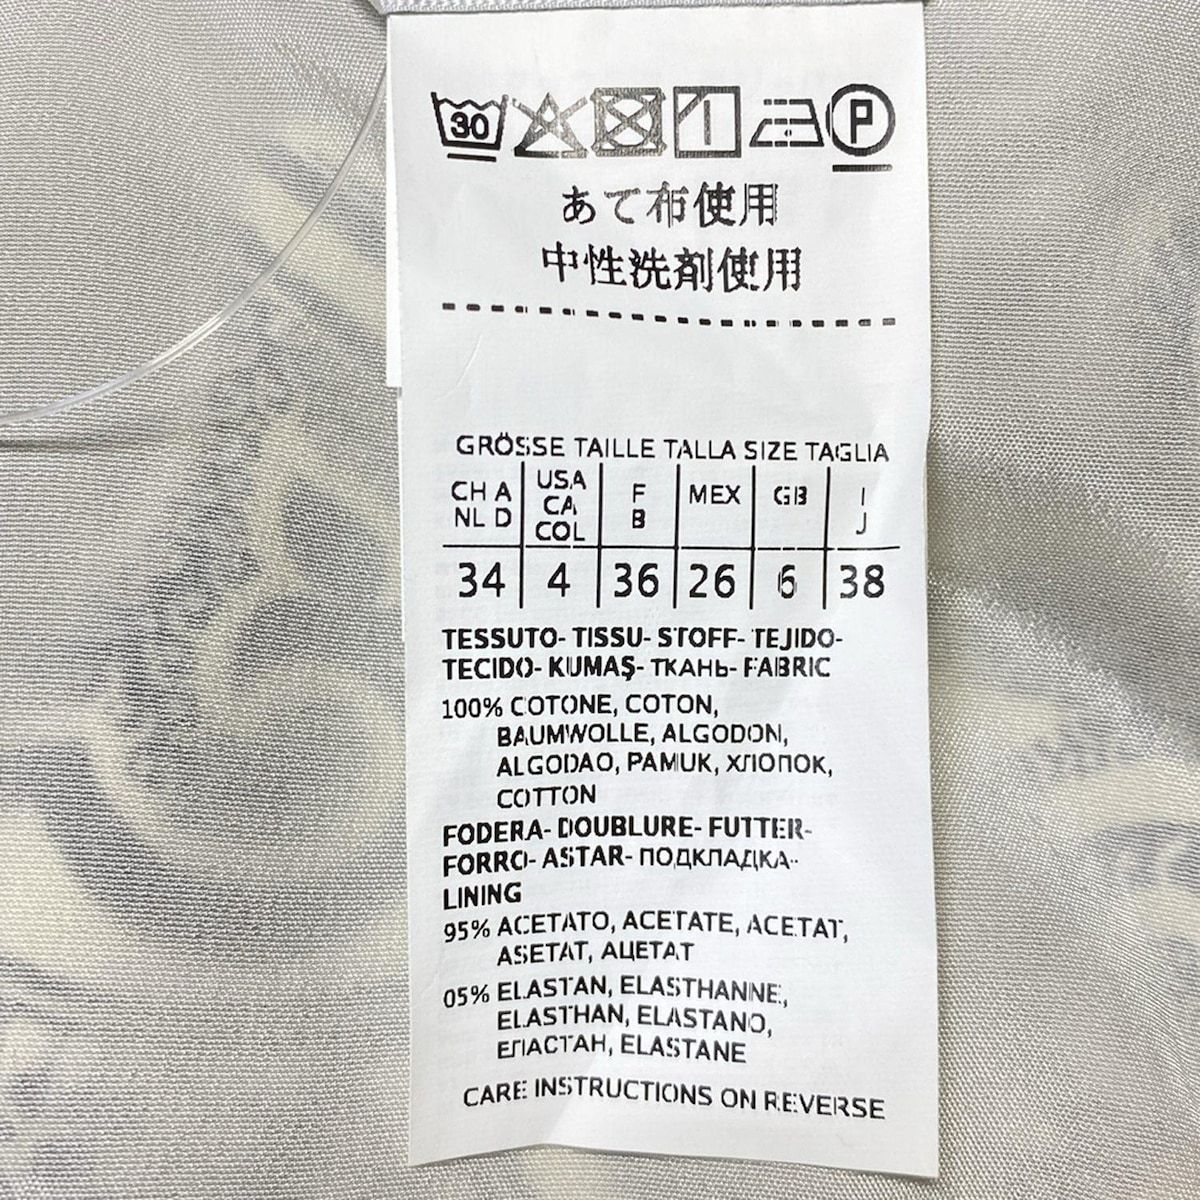 30 P
あて布使用
中性洗剤使用
GRÖSSE TAILLE TALLA SIZE TAGLIA
CH A NL D USA CA COL F B MEX GB I J
34 4 36 26 6 38
TESSUTO- TISSU- STOFF- TEJIDO-
TECIDO- KUMAŞ- ТКАНЬ- FABRIC
100% COTONE, COTON,
BAUMWOLLE, ALGODON,
ALGODAO, PAMUK, ХЛОПОК,
COTTON
FODERA- DOUBLURE- FUTTER-
FORRO- ASTAR- ПОДКЛАДКА-
LINING
95% ACETATO, ACETATE, ACETAT,
ASETAT, АЦЕТАТ
05% ELASTAN, ELASTHANNE,
ELASTHAN, ELASTANO,
ЕЛАСТАН, ELASTANE
CARE INSTRUCTIONS ON REVERSE